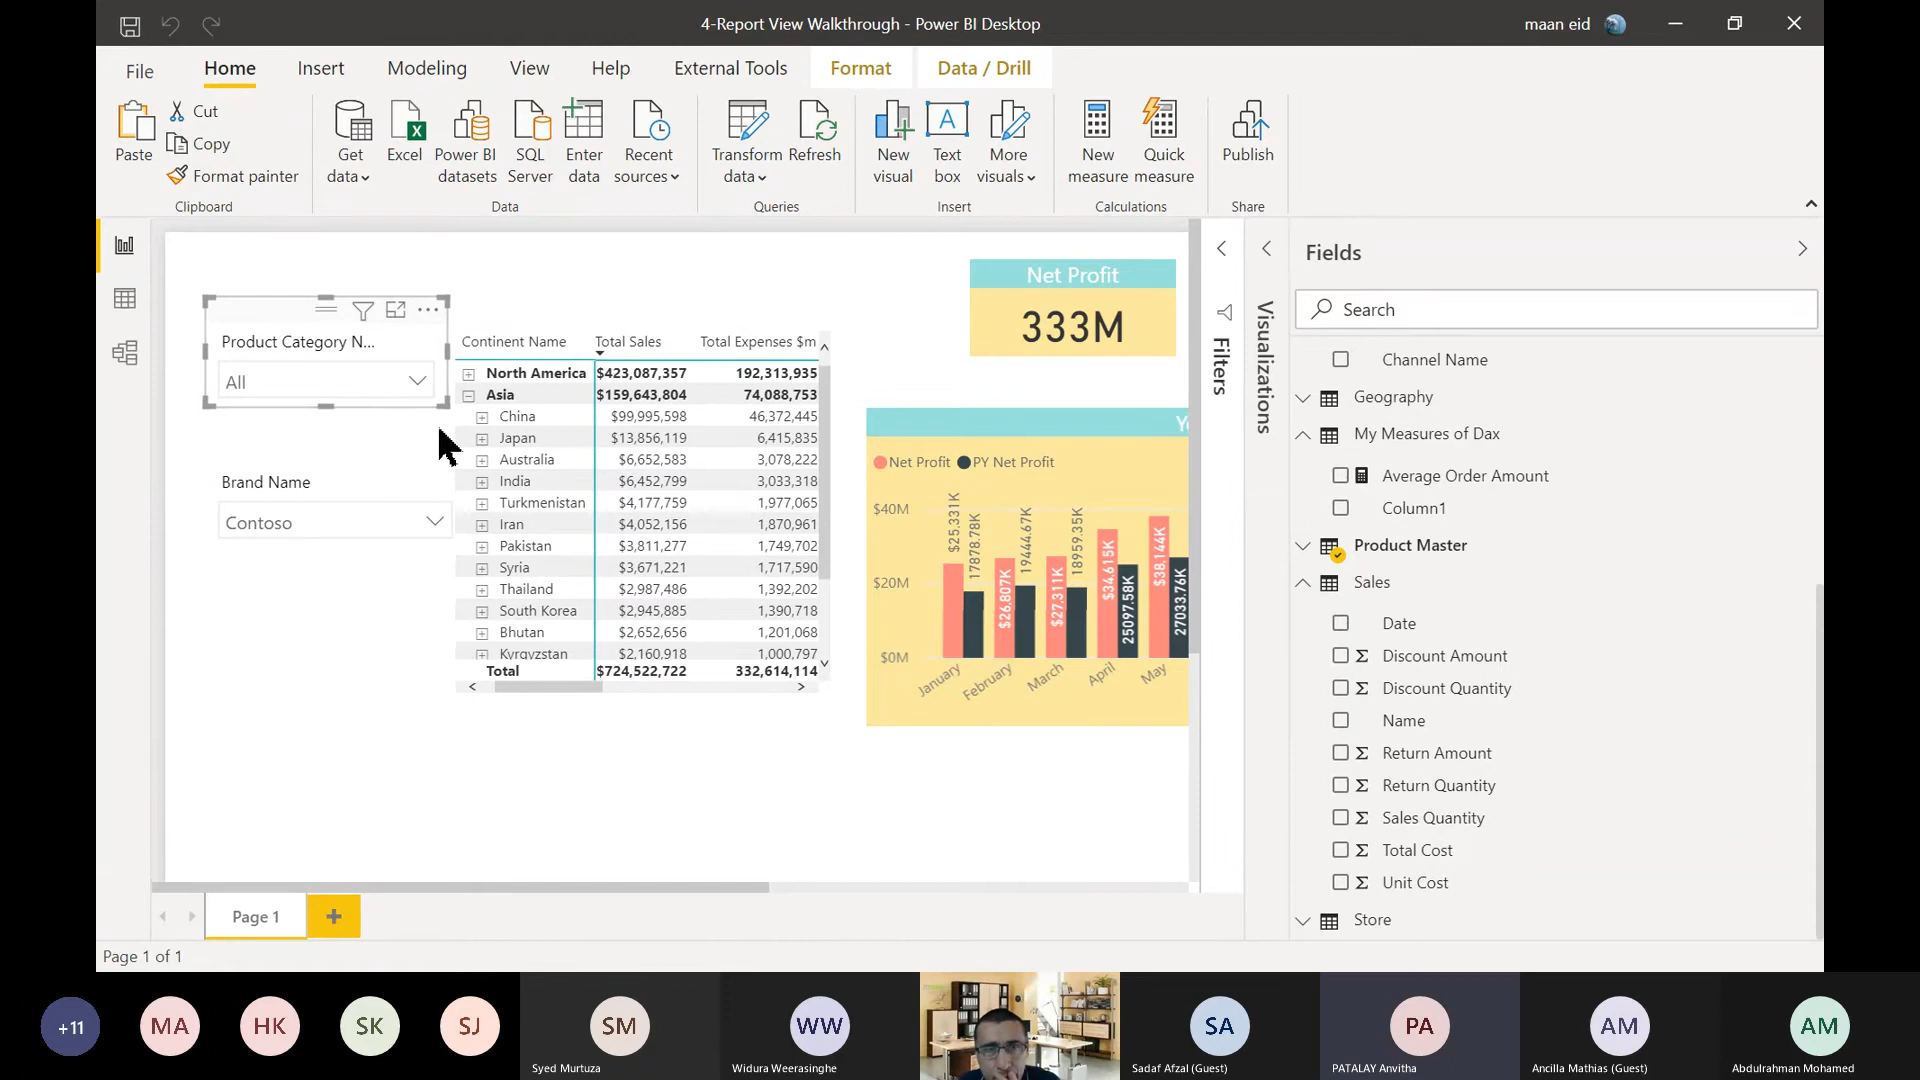 4-Report View Walkthrough - Power BI Desktop
maan eid
File
Home
Insert
Modeling
View
Help
External Tools
Format
Data / Drill
Paste
Cut
Copy
Format painter
Clipboard
Get
data
Excel
Power BI
datasets
SQL
Server
Enter
data
Recent
sources
Data
Transform
data
Refresh
Queries
New
visual
Text
box
More
visuals
Insert
New
measure
Quick
measure
Calculations
Publish
Share
Product Category N...
All
Brand Name
Contoso
Continent Name Total Sales Total Expenses $m
North America $423,087,357 192,313,935
Asia $159,643,804 74,088,753
China $99,995,598 46,372,445
Japan $13,856,119 6,415,835
Australia $6,652,583 3,078,222
India $6,452,799 3,033,318
Turkmenistan $4,177,759 1,977,065
Iran $4,052,156 1,870,961
Pakistan $3,811,277 1,749,702
Syria $3,671,221 1,717,590
Thailand $2,987,486 1,392,202
South Korea $2,945,885 1,390,718
Bhutan $2,652,656 1,201,068
Kyrgyzstan $2,160,918 1,000,797
Total $724,522,722 332,614,114
Net Profit
333M
Net Profit PY Net Profit
$40M
$20M
$0M
$25.331K
17878.78K
$26,807K
19444.67K
$27,311K
18959.35K
$34,615K
25097.58K
$38,144K
27033.76K
January
February
March
April
May
Filters
Visualizations
Fields
Search
Channel Name
Geography
My Measures of Dax
Average Order Amount
Column1
Product Master
Sales
Date
Discount Amount
Discount Quantity
Name
Return Amount
Return Quantity
Sales Quantity
Total Cost
Unit Cost
Store
Page 1
Page 1 of 1
+11
MA
HK
SK
SJ
SM
Syed Murtuza
WW
Widura Weerasinghe
SA
Sadaf Afzal (Guest)
PA
PATALAY Anvitha
AM
Ancilla Mathias (Guest)
AM
Abdulrahman Mohamed